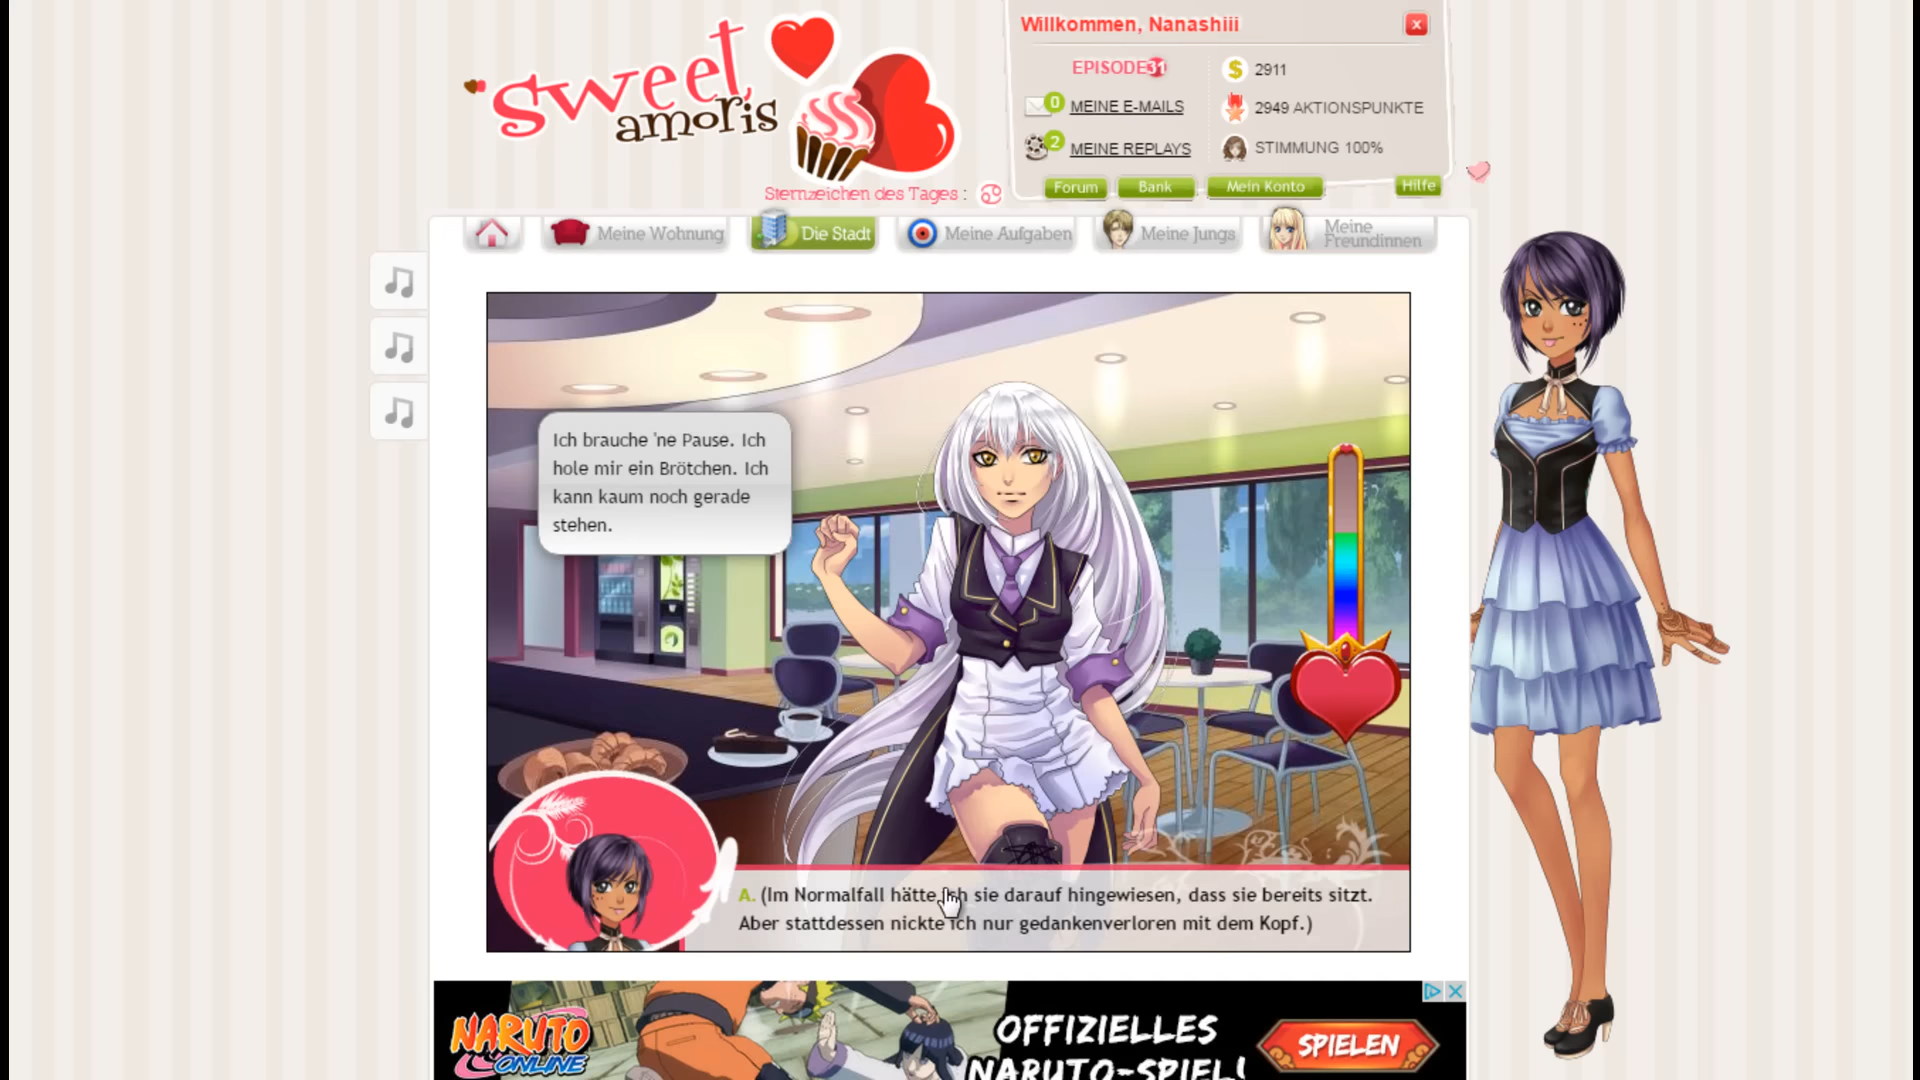 sweet
amoris
Sternzeichen des Tages :
Willkommen, Nanashiii
EPISODE 31
0 MEINE E-MAILS
2 MEINE REPLAYS
$ 2911
2949 AKTIONSPUNKTE
STIMMUNG 100%
Forum
Bank
Mein Konto
Hilfe
Meine Wohnung
Die Stadt
Meine Aufgaben
Meine Jungs
Meine
Freundinnen
Ich brauche 'ne Pause. Ich
hole mir ein Brötchen. Ich
kann kaum noch gerade
stehen.
A. (Im Normalfall hätte ich sie darauf hingewiesen, dass sie bereits sitzt.
Aber stattdessen nickte ich nur gedankenverloren mit dem Kopf.)
NARUTO
ONLINE
OFFIZIELLES
NARUTO-SPIEL!
SPIELEN